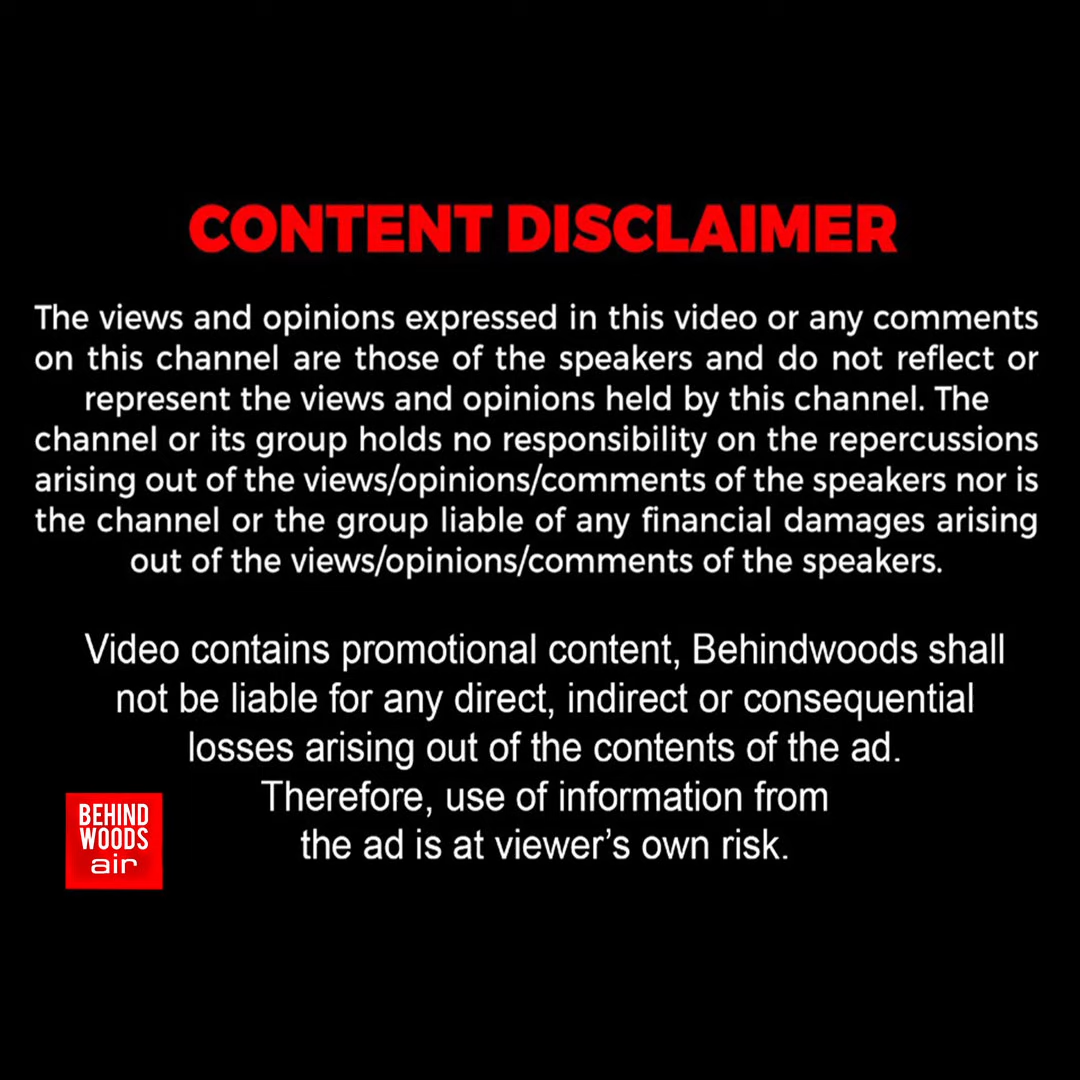 CONTENT DISCLAIMER
The views and opinions expressed in this video or any comments
on this channel are those of the speakers and do not reflect or
represent the views and opinions held by this channel. The
channel or its group holds no responsibility on the repercussions
arising out of the views/opinions/comments of the speakers nor is
the channel or the group liable of any financial damages arising
out of the views/opinions/comments of the speakers.
Video contains promotional content, Behindwoods shall
not be liable for any direct, indirect or consequential
losses arising out of the contents of the ad.
Therefore, use of information from
the ad is at viewer’s own risk.
BEHIND
WOODS
air